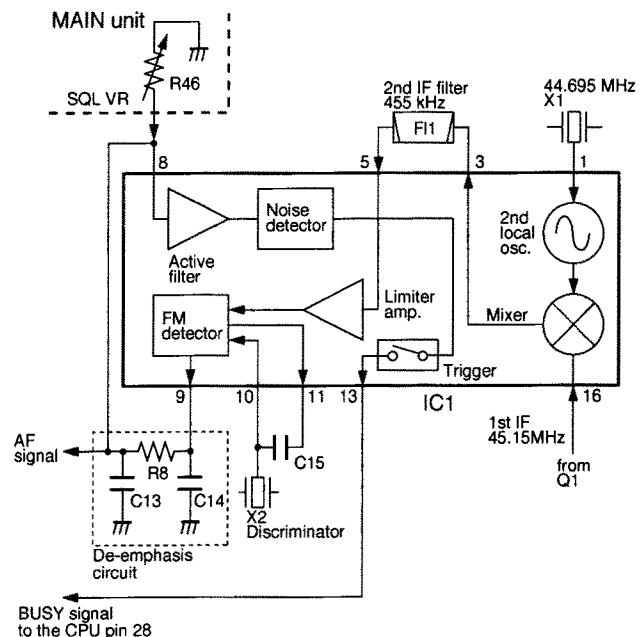 MAIN unit
R46
SQL VR
2nd IF filter
455 kHz
FI1
44.695 MHz
X1
8
5
3
1
Noise
detector
Active
filter
2nd
local
osc.
FM
detector
Limiter
amp.
Mixer
Trigger
9
10
11
13
IC1
16
1st IF
45.15MHz
from
Q1
AF
signal
R8
C13
C14
C15
X2
Discriminator
De-emphasis
circuit
BUSY signal
to the CPU pin 28